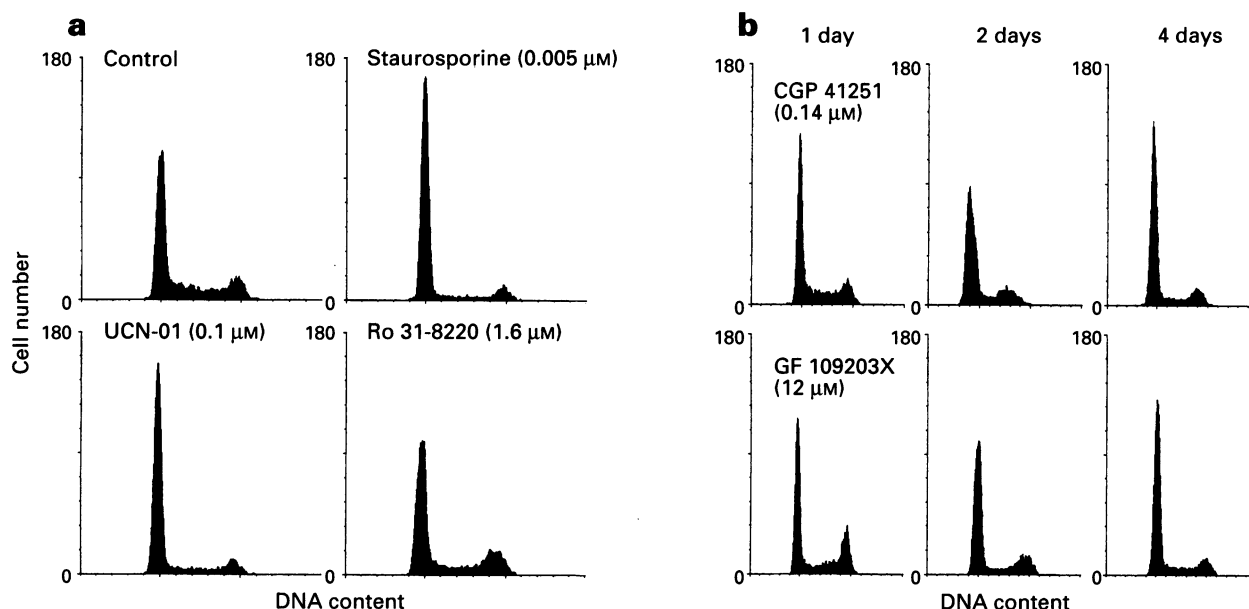 a
Control
Staurosporine (0.005 μM)
180
180
0
0
UCN-01 (0.1 μM)
Ro 31-8220 (1.6 μM)
180
180
0
0
Cell number
DNA content
b
1 day
2 days
4 days
180
180
180
CGP 41251
(0.14 μM)
0
0
0
180
180
180
GF 109203X
(12 μM)
0
0
0
DNA content